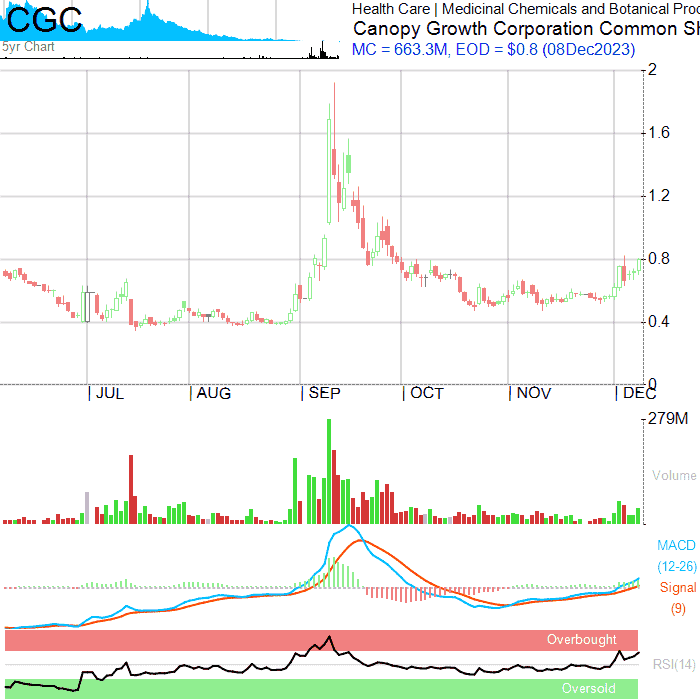 CGC
5yr Chart
Health Care | Medicinal Chemicals and Botanical Proc
Canopy Growth Corporation Common Sh
MC = 663.3M, EOD = $0.8 (08Dec2023)
2
1.6
1.2
0.8
0.4
0
JUL AUG SEP OCT NOV DEC
279M
Volume
MACD
(12-26)
Signal
(9)
Overbought
RSI(14)
Oversold